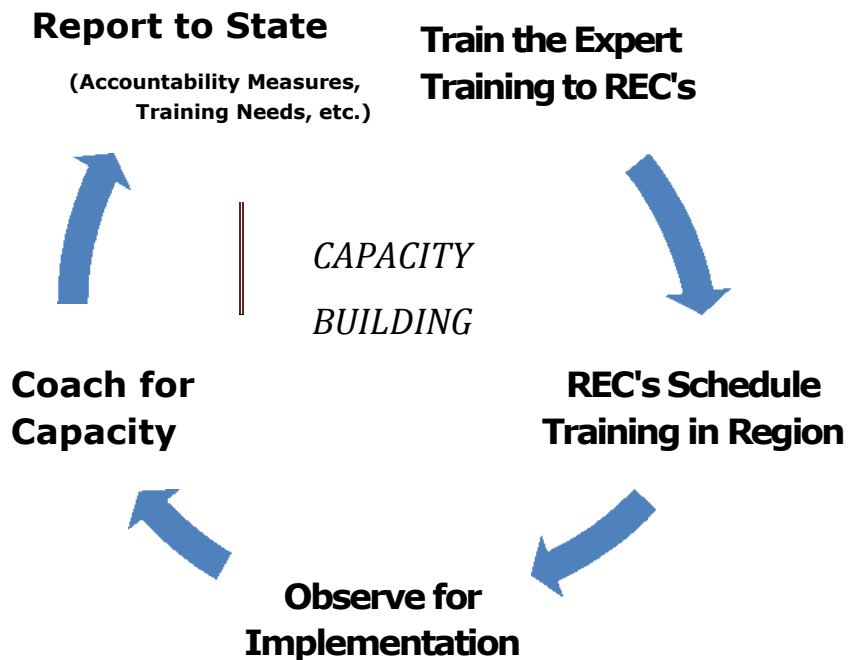 Report to State
(Accountability Measures,
Training Needs, etc.)
Train the Expert
Training to REC's
CAPACITY
BUILDING
REC's Schedule
Training in Region
Observe for
Implementation
Coach for
Capacity